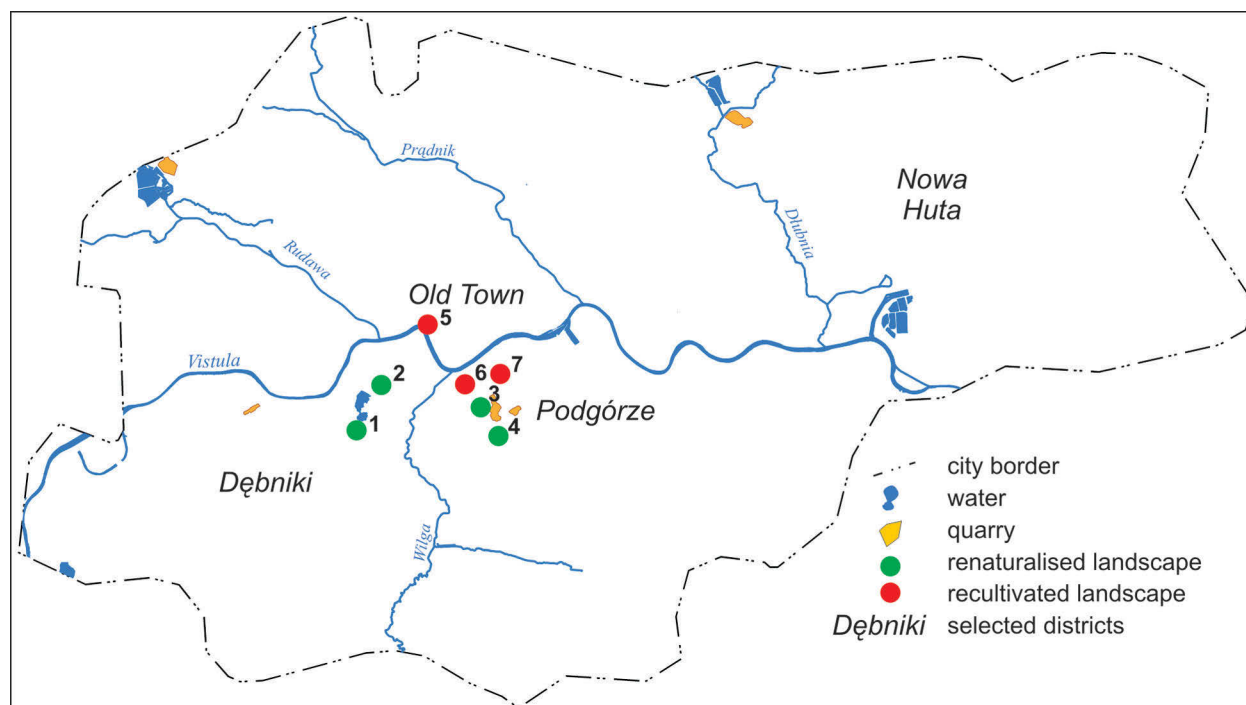 Prądnik
Nowa
Huta
Dłubnia
Rudawa
Old Town
5
Vistula
2
6
7
3
1
4
Podgórze
Dębniki
Wilga
city border
water
quarry
renaturalised landscape
recultivated landscape
Dębniki selected districts